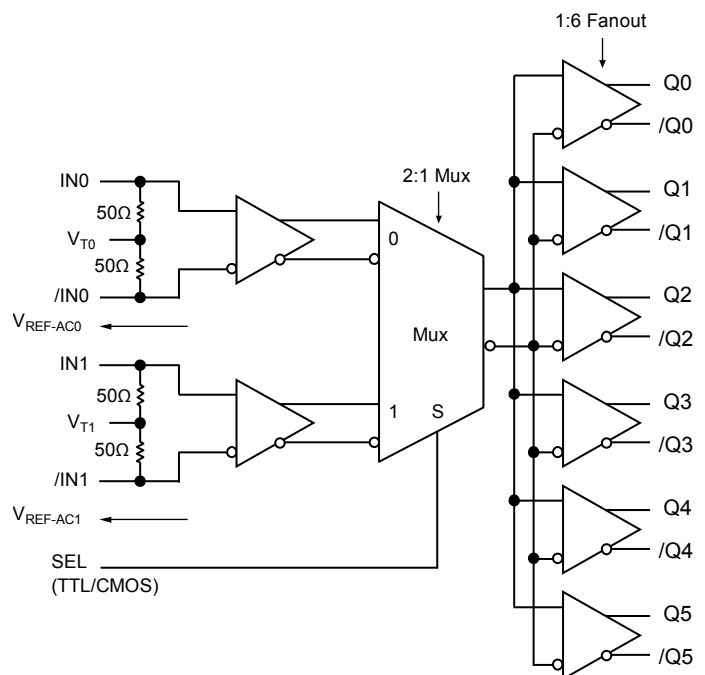 1:6 Fanout
Q0
/Q0
2:1 Mux
IN0
50Ω
VT0
50Ω
/IN0
VREF-AC0
IN1
50Ω
VT1
50Ω
/IN1
VREF-AC1
SEL
(TTL/CMOS)
0
Mux
1 S
Q1
/Q1
Q2
/Q2
Q3
/Q3
Q4
/Q4
Q5
/Q5